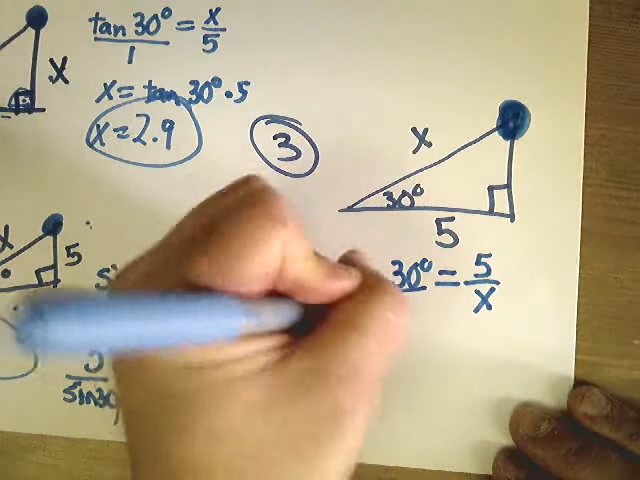 tan 30° = x/5
1
x = tan 30° · 5
x = 2.9
x
3
x
30°
5
x
5
30° = 5/x
5
sin30